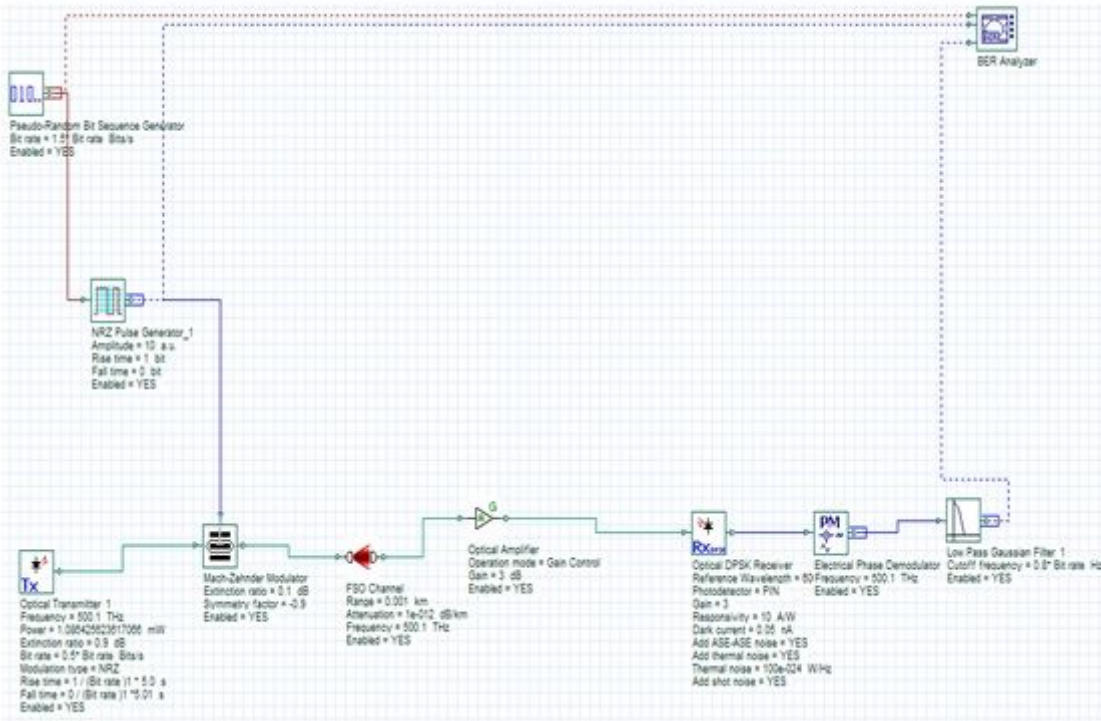 BER Analyzer
010..
Pseudo-Random Bit Sequence Generator
Bit rate = 1.5* Bit rate Bits/s
Enabled = YES
NRZ Pulse Generator_1
Amplitude = 10 a.u.
Rise time = 1 bit
Fall time = 0 bit
Enabled = YES
Tx
Optical Transmitter 1
Frequency = 500.1 THz
Power = mW
Extinction ratio = 0.9 dB
Bit rate = 0.5* Bit rate Bits/s
Modulation type = NRZ
Rise time = 1 / (Bit rate )1 * 5.0 s
Fall time = 0 / (Bit rate )1 *5.01 s
Enabled = YES
Mach-Zehnder Modulator
Extinction ratio = 0.1 dB
Symmetry factor = -0.9
Enabled = YES
FSO Channel
Range = 0.001 km
Attenuation = 1e-012 dB/km
Frequency = 500.1 THz
Enabled = YES
G
Optical Amplifier
Operation mode = Gain Control
Gain = 3 dB
Enabled = YES
Rx
Optical DPSK Receiver
Reference Wavelength = 60
Photodetector = PIN
Gain = 3
Responsivity = 10 A/W
Dark current = 0.05 nA
Add ASE-ASE noise = YES
Add thermal noise = YES
Thermal noise = 100e-024 W/Hz
Add shot noise = YES
PM
Electrical Phase Demodulator
Frequency = 500.1 THz
Enabled = YES
Low Pass Gaussian Filter 1
Cutoff frequency = 0.8* Bit rate Hz
Enabled = YES